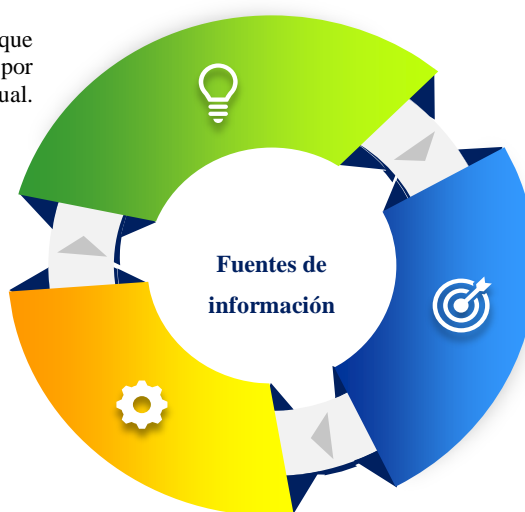 que
por
ual.
Fuentes de
información